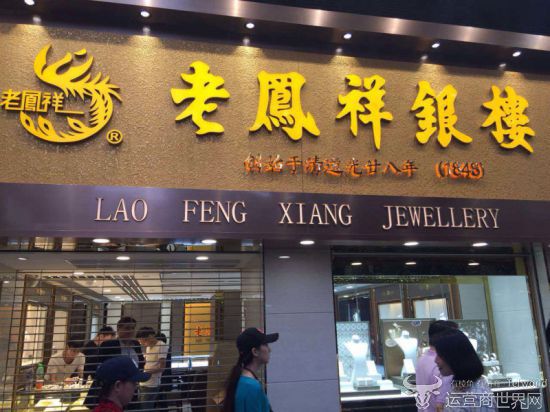 老鳳祥
®
老鳳祥銀樓
創始于清道光廿八年 (1848)
LAO FENG XIANG JEWELLERY
运营商世界网